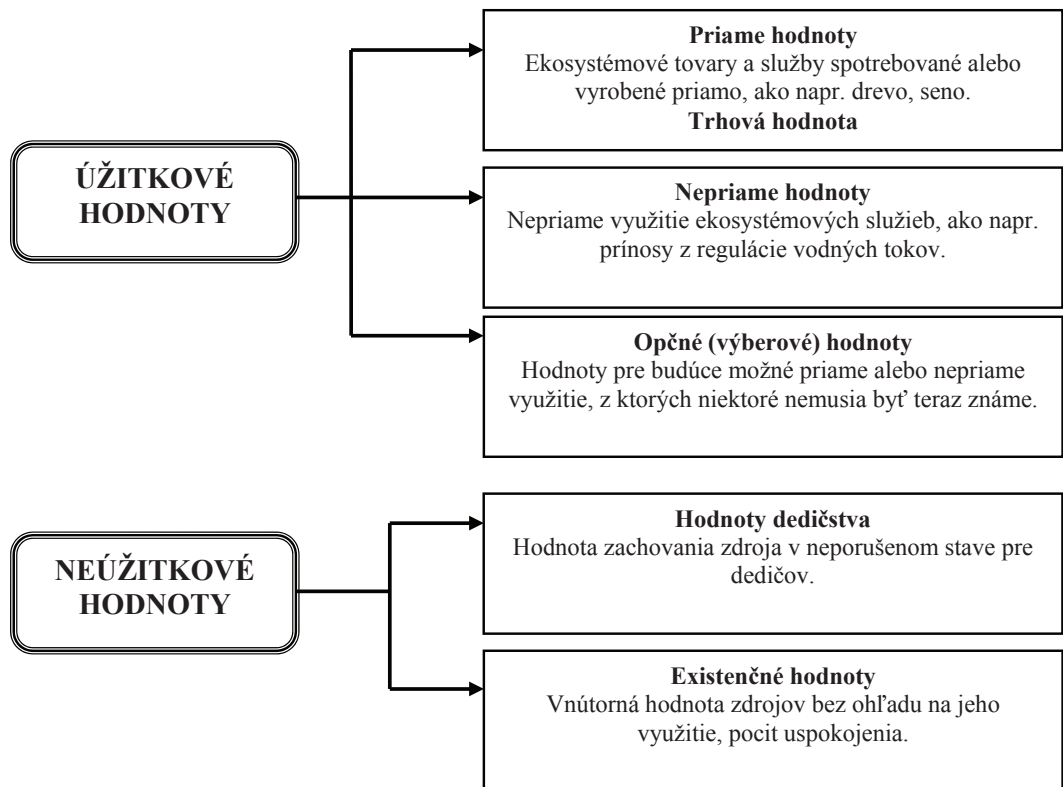 Priame hodnoty
Ekosystémové tovary a služby spotrebované alebo
vyrobené priamo, ako napr. drevo, seno.
Trhová hodnota
ÚŽITKOVÉ
HODNOTY
Nepriame hodnoty
Nepriame využitie ekosystémových služieb, ako napr.
prínosy z regulácie vodných tokov.
Opčné (výberové) hodnoty
Hodnoty pre budúce možné priame alebo nepriame
využitie, z ktorých niektoré nemusia byť teraz známe.
Hodnoty dedičstva
Hodnota zachovania zdroja v neporušenom stave pre
dedičov.
NEÚŽITKOVÉ
HODNOTY
Existenčné hodnoty
Vnútorná hodnota zdrojov bez ohľadu na jeho
využitie, pocit uspokojenia.